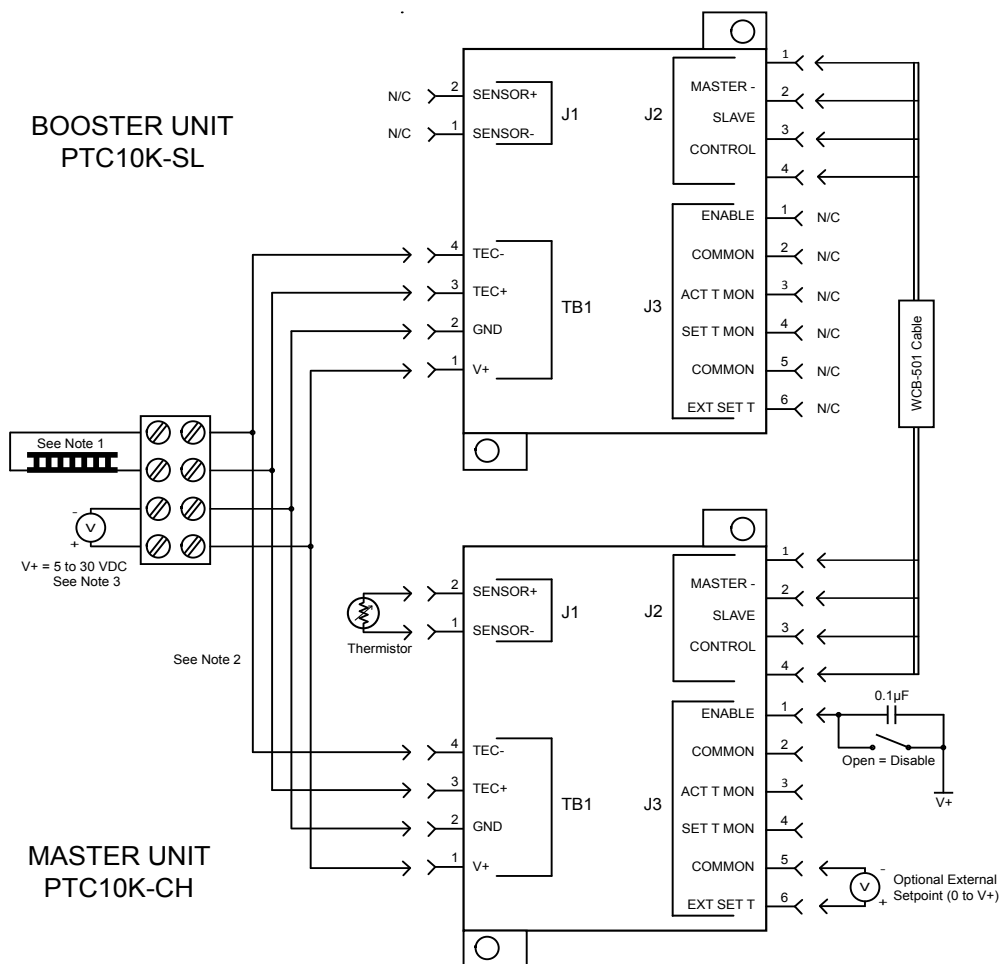 BOOSTER UNIT
PTC10K-SL
N/C
2
SENSOR+
N/C
1
SENSOR-
J1
J2
MASTER -
SLAVE
CONTROL
1
2
3
4
4
TEC-
3
TEC+
2
GND
1
V+
TB1
J3
ENABLE
1
N/C
COMMON
2
N/C
ACT T MON
3
N/C
SET T MON
4
N/C
COMMON
5
N/C
EXT SET T
6
N/C
WCB-501 Cable
See Note 1
-
V
+
V+ = 5 to 30 VDC
See Note 3
See Note 2
Thermistor
2
SENSOR+
1
SENSOR-
J1
J2
MASTER -
SLAVE
CONTROL
1
2
3
4
4
TEC-
3
TEC+
2
GND
1
V+
TB1
J3
ENABLE
1
COMMON
2
ACT T MON
3
SET T MON
4
COMMON
5
EXT SET T
6
0.1µF
Open = Disable
V+
-
V
+
Optional External
Setpoint (0 to V+)
MASTER UNIT
PTC10K-CH